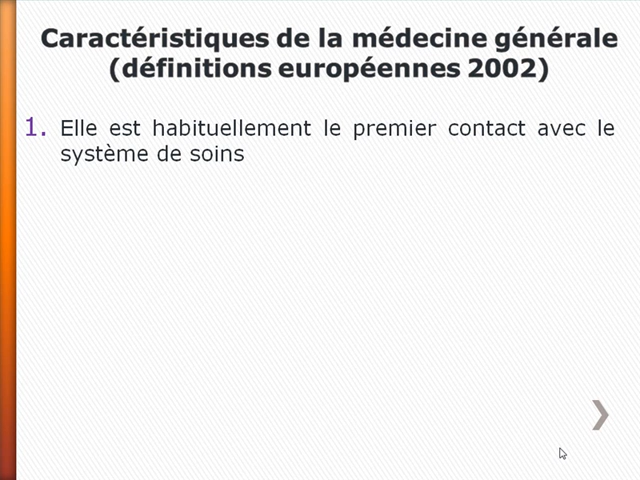 Caractéristiques de la médecine générale
(définitions européennes 2002)
1. Elle est habituellement le premier contact avec le
système de soins